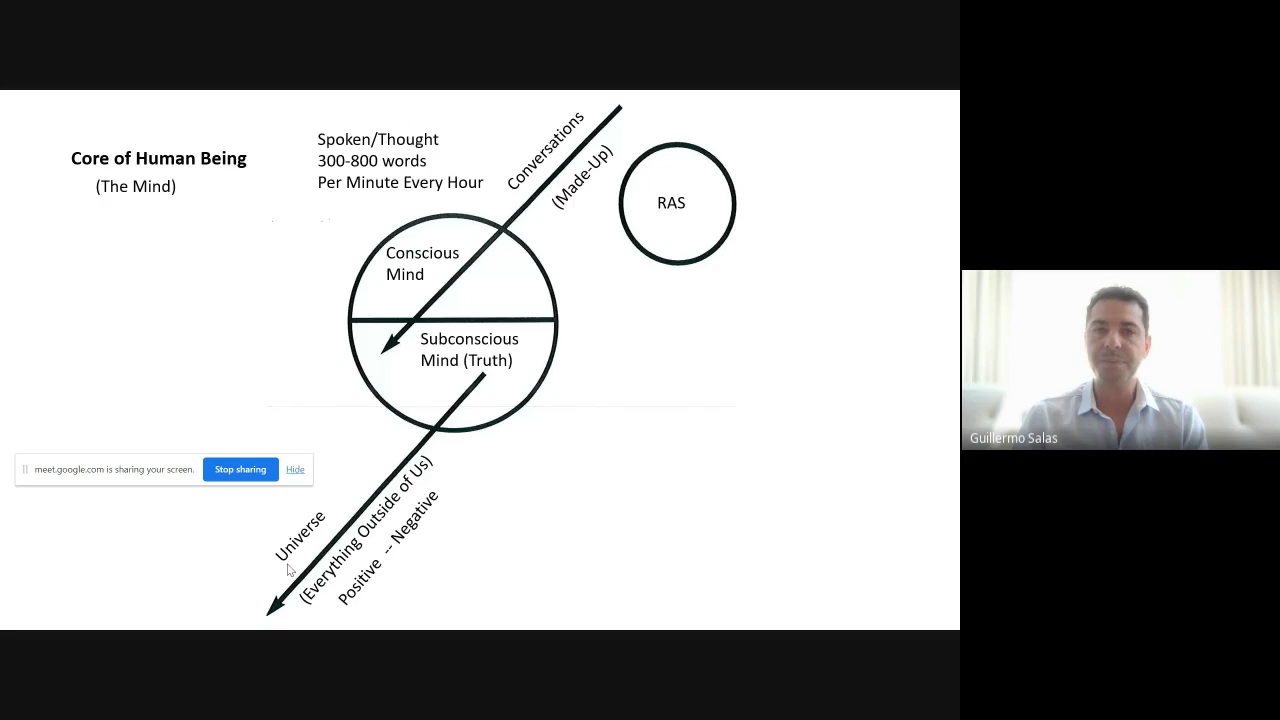 Core of Human Being
(The Mind)
Spoken/Thought
300-800 words
Per Minute Every Hour
Conversations
(Made-Up)
RAS
Conscious
Mind
Subconscious
Mind (Truth)
Universe
(Everything Outside of Us)
Positive -- Negative
meet.google.com is sharing your screen.
Stop sharing
Hide
Guillermo Salas